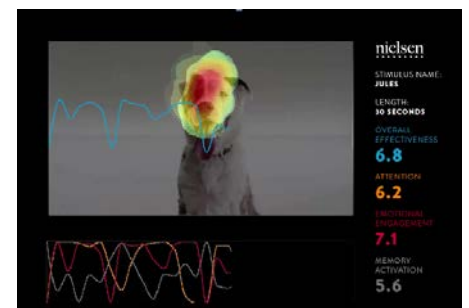 nielsen
STIMULUS NAME:
JULES
LENGTH:
30 SECONDS
OVERALL
EFFECTIVENESS
6.8
ATTENTION
6.2
EMOTIONAL
ENGAGEMENT
7.1
MEMORY
ACTIVATION
5.6